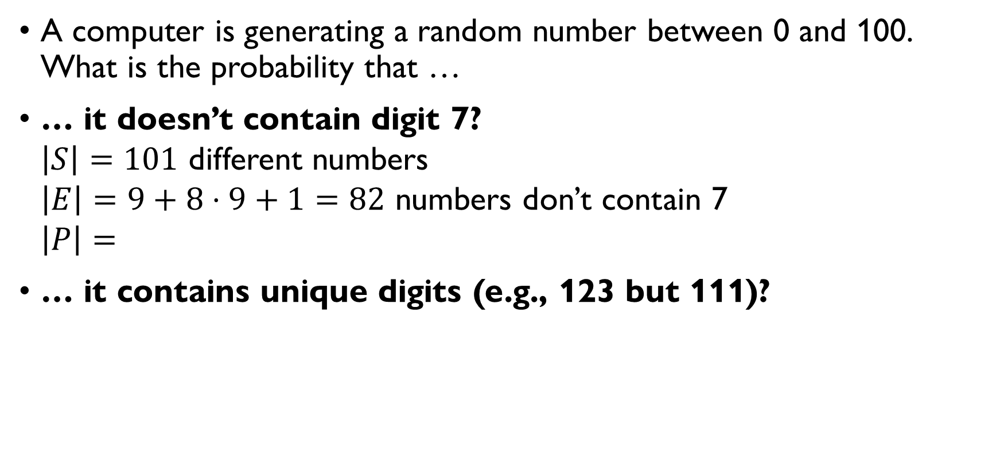 • A computer is generating a random number between 0 and 100.
What is the probability that …
• … it doesn’t contain digit 7?
|S| = 101 different numbers
|E| = 9 + 8 · 9 + 1 = 82 numbers don’t contain 7
|P| =
• … it contains unique digits (e.g., 123 but 111)?